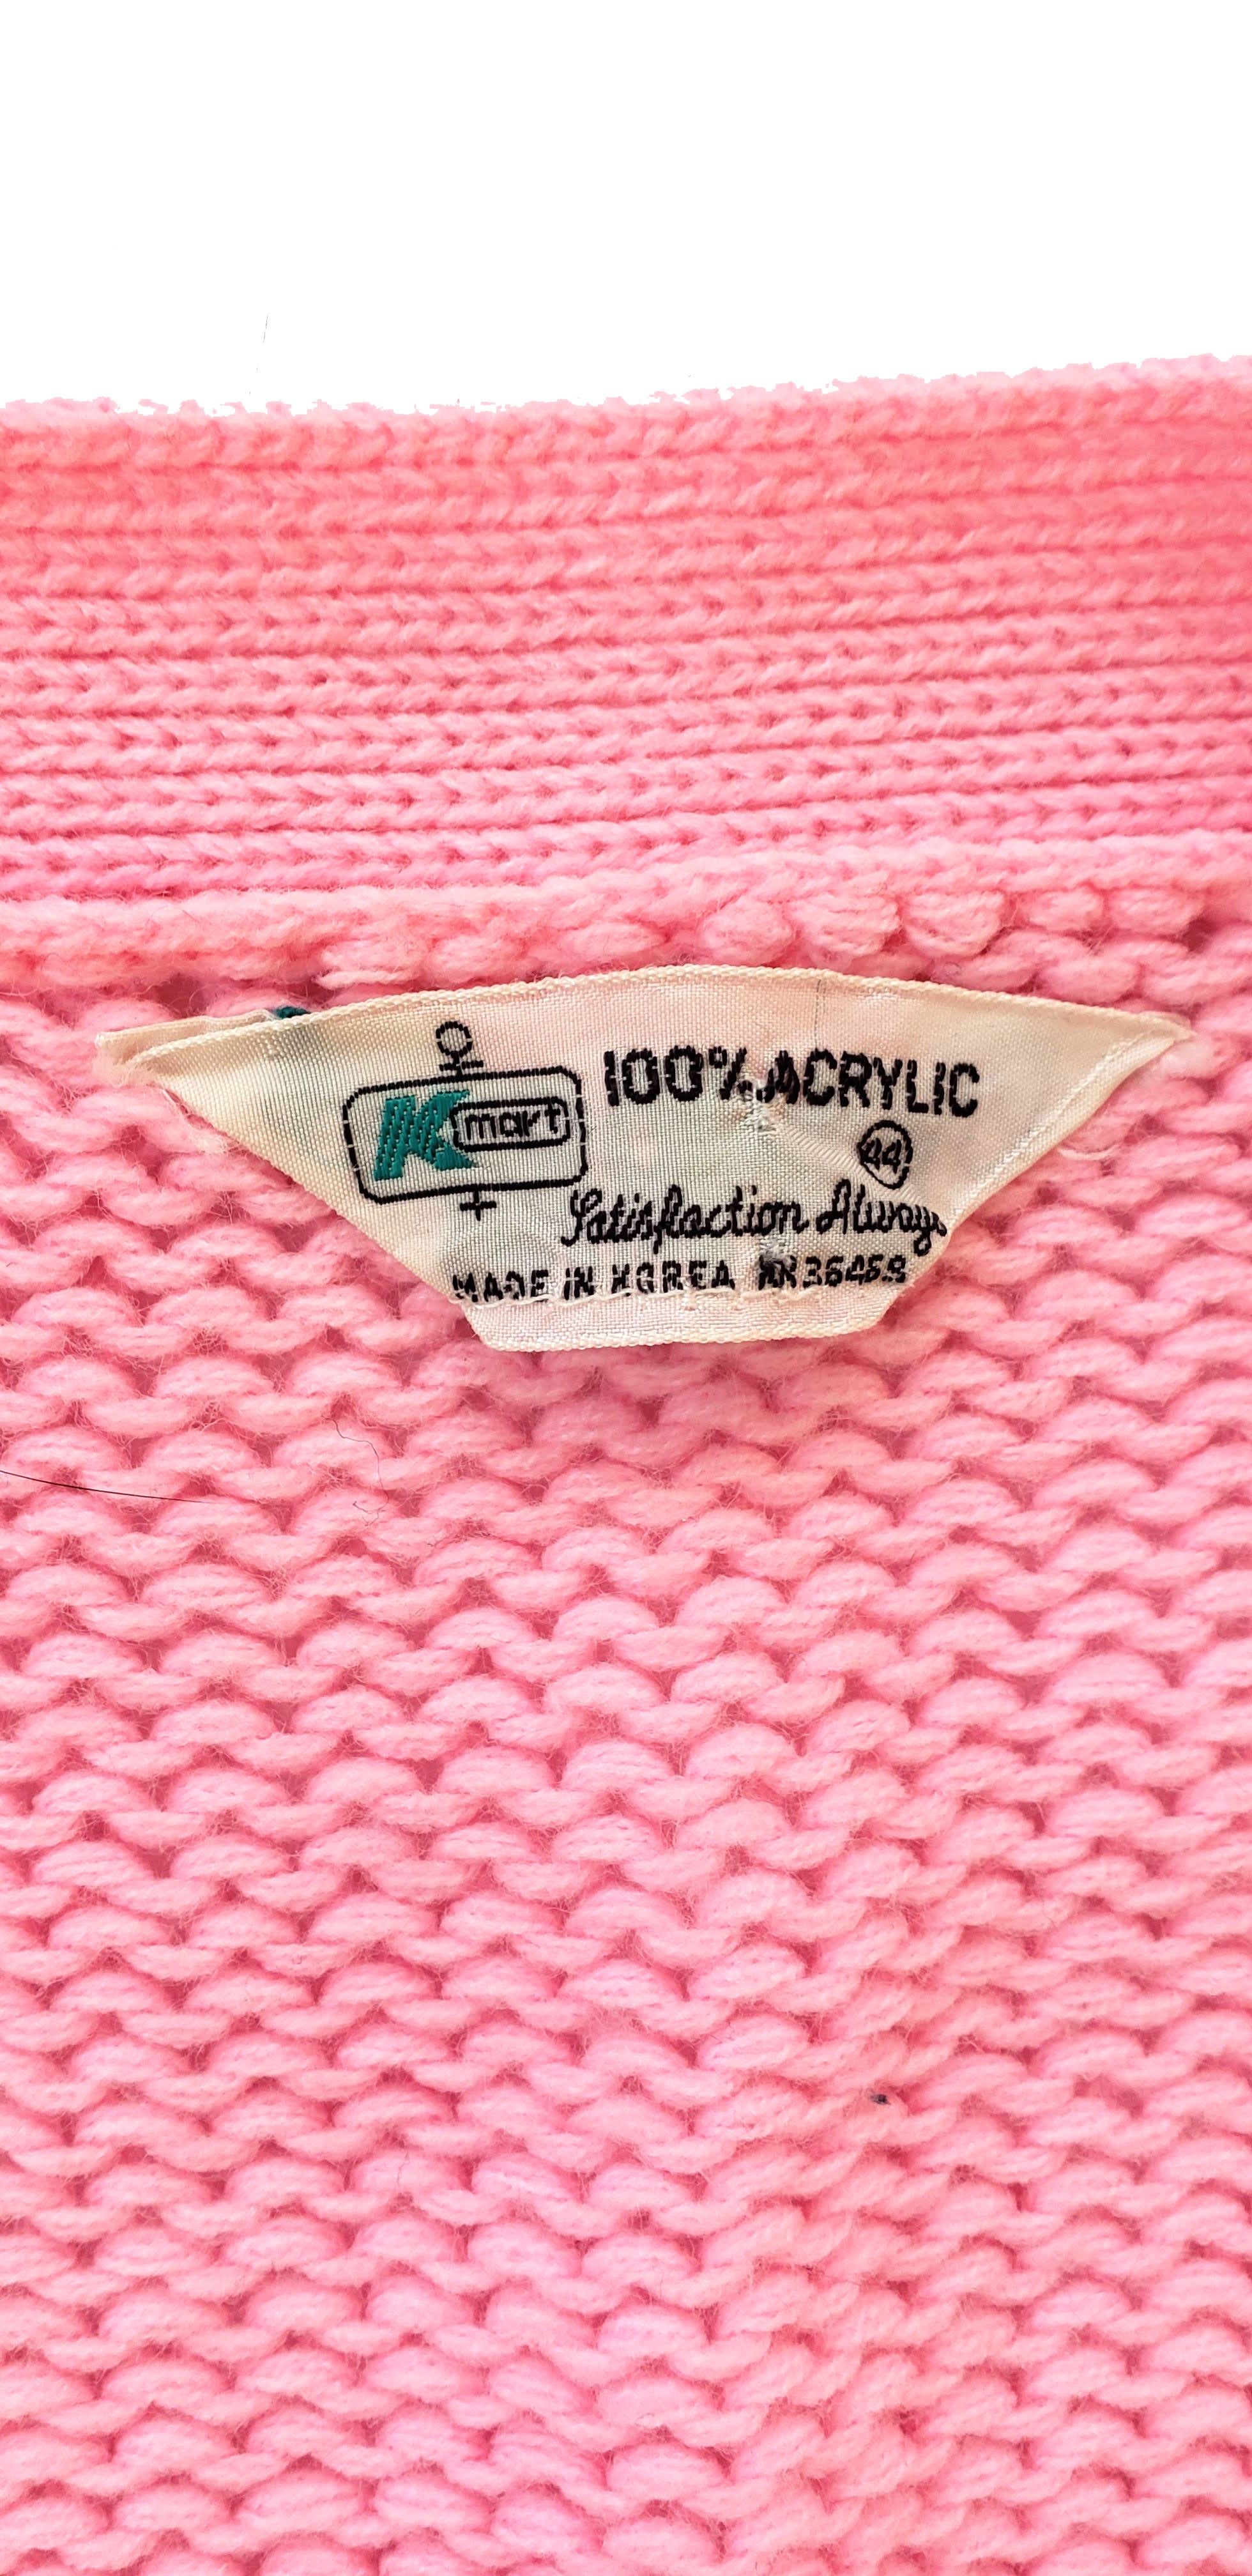 K mart
100% ACRYLIC
44
Satisfaction Always
MADE IN KOREA